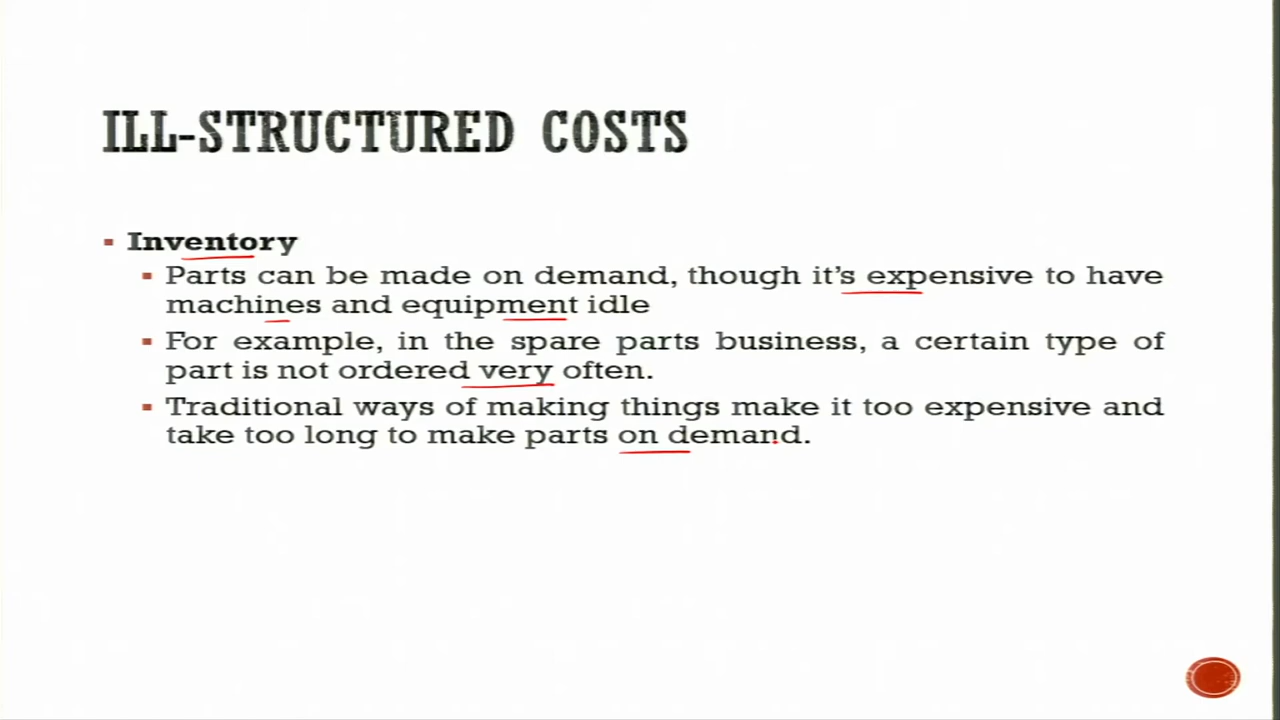 ILL-STRUCTURED COSTS
▪ Inventory
▪ Parts can be made on demand, though it's expensive to have
machines and equipment idle
▪ For example, in the spare parts business, a certain type of
part is not ordered very often.
▪ Traditional ways of making things make it too expensive and
take too long to make parts on demand.